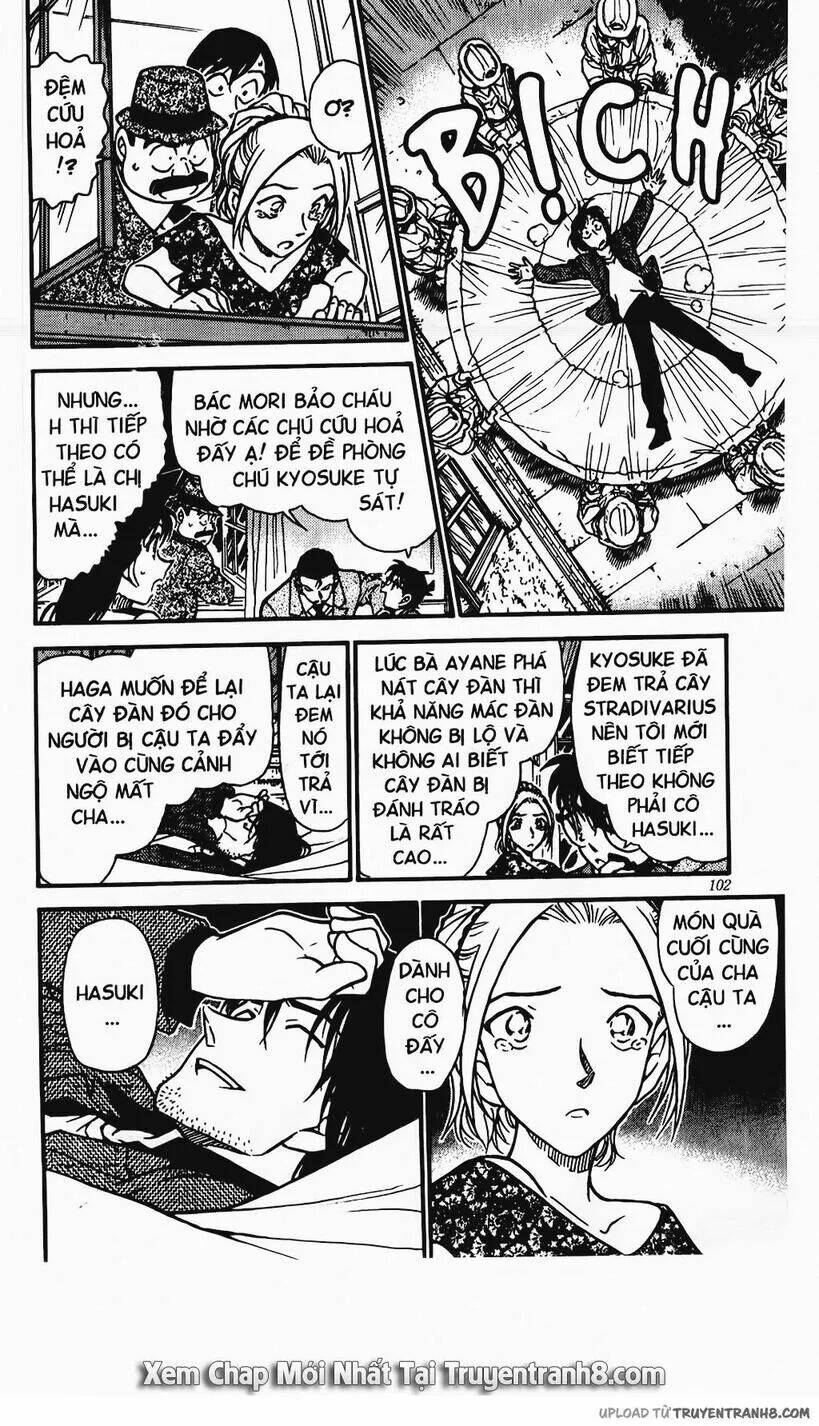 BỊCH
Ơ?
ĐỆM
CỨU
HOẢ
!?
BÁC MORI BẢO CHÁU
NHỜ CÁC CHÚ CỨU HOẢ
ĐẤY Ạ! ĐỂ ĐỀ PHÒNG
CHÚ KYOSUKE TỰ
SÁT!
NHƯNG...
H THÌ TIẾP
THEO CÓ
THỂ LÀ CHỊ
HASUKI
MÀ...
KYOSUKE ĐÃ
ĐEM TRẢ CÂY
STRADIVARIUS
NÊN TÔI MỚI
BIẾT TIẾP
THEO KHÔNG
PHẢI CÔ
HASUKI...
LÚC BÀ AYANE PHÁ
NÁT CÂY ĐÀN THÌ
KHẢ NĂNG MÁC ĐÀN
KHÔNG BỊ LỘ VÀ
KHÔNG AI BIẾT
CÂY ĐÀN BỊ
ĐÁNH TRÁO
LÀ RẤT
CAO...
CẬU
TA LẠI
ĐEM
NÓ
TỚI
TRẢ
VÌ...
HAGA MUỐN ĐỂ LẠI
CÂY ĐÀN ĐÓ CHO
NGƯỜI BỊ CẬU TA ĐẨY
VÀO CÙNG CẢNH
NGỘ MẤT
CHA...
102
MÓN QUÀ
CUỐI CÙNG
CỦA CHA
CẬU TA
...
DÀNH
CHO
CÔ
ĐẤY
...
HASUKI
...
Xem Chap Mới Nhất Tại Truyentranh8.com
UPLOAD TỪ TRUYENTRANH8.COM